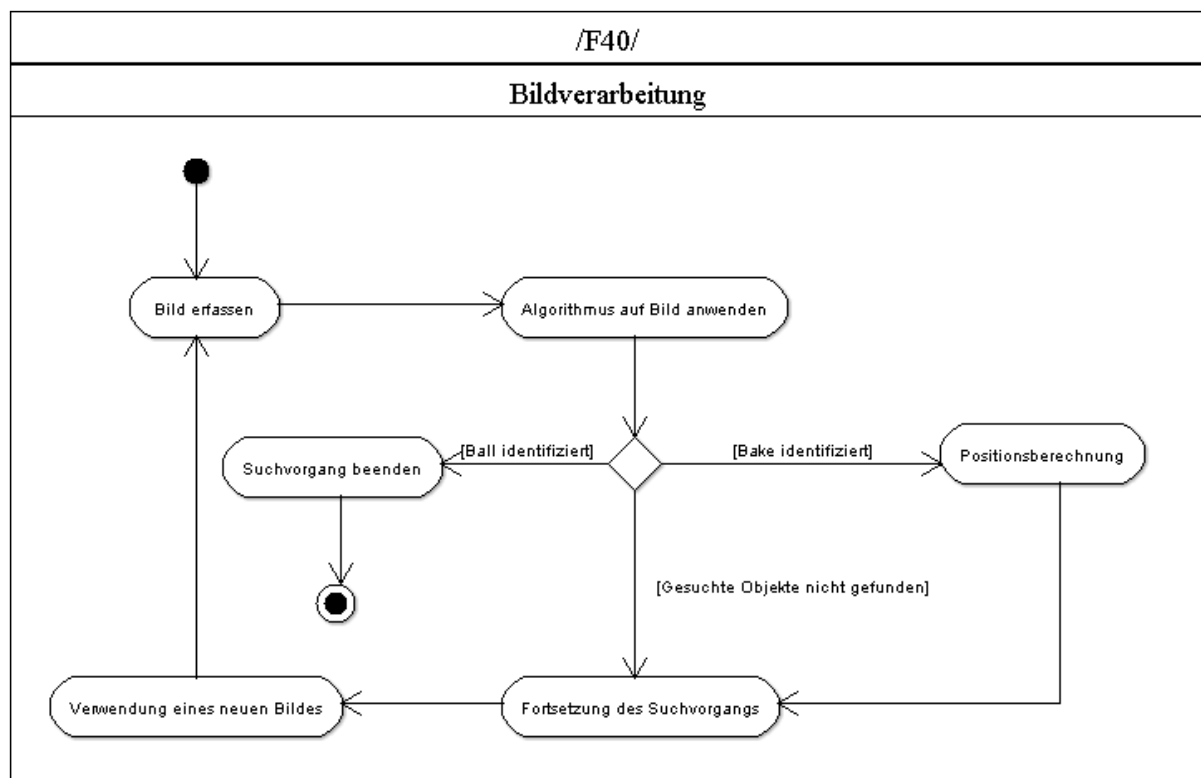 /F40/
Bildverarbeitung
Bild erfassen
Algorithmus auf Bild anwenden
[Ball identifiziert]
[Bake identifiziert]
Suchvorgang beenden
Positionsberechnung
[Gesuchte Objekte nicht gefunden]
Verwendung eines neuen Bildes
Fortsetzung des Suchvorgangs